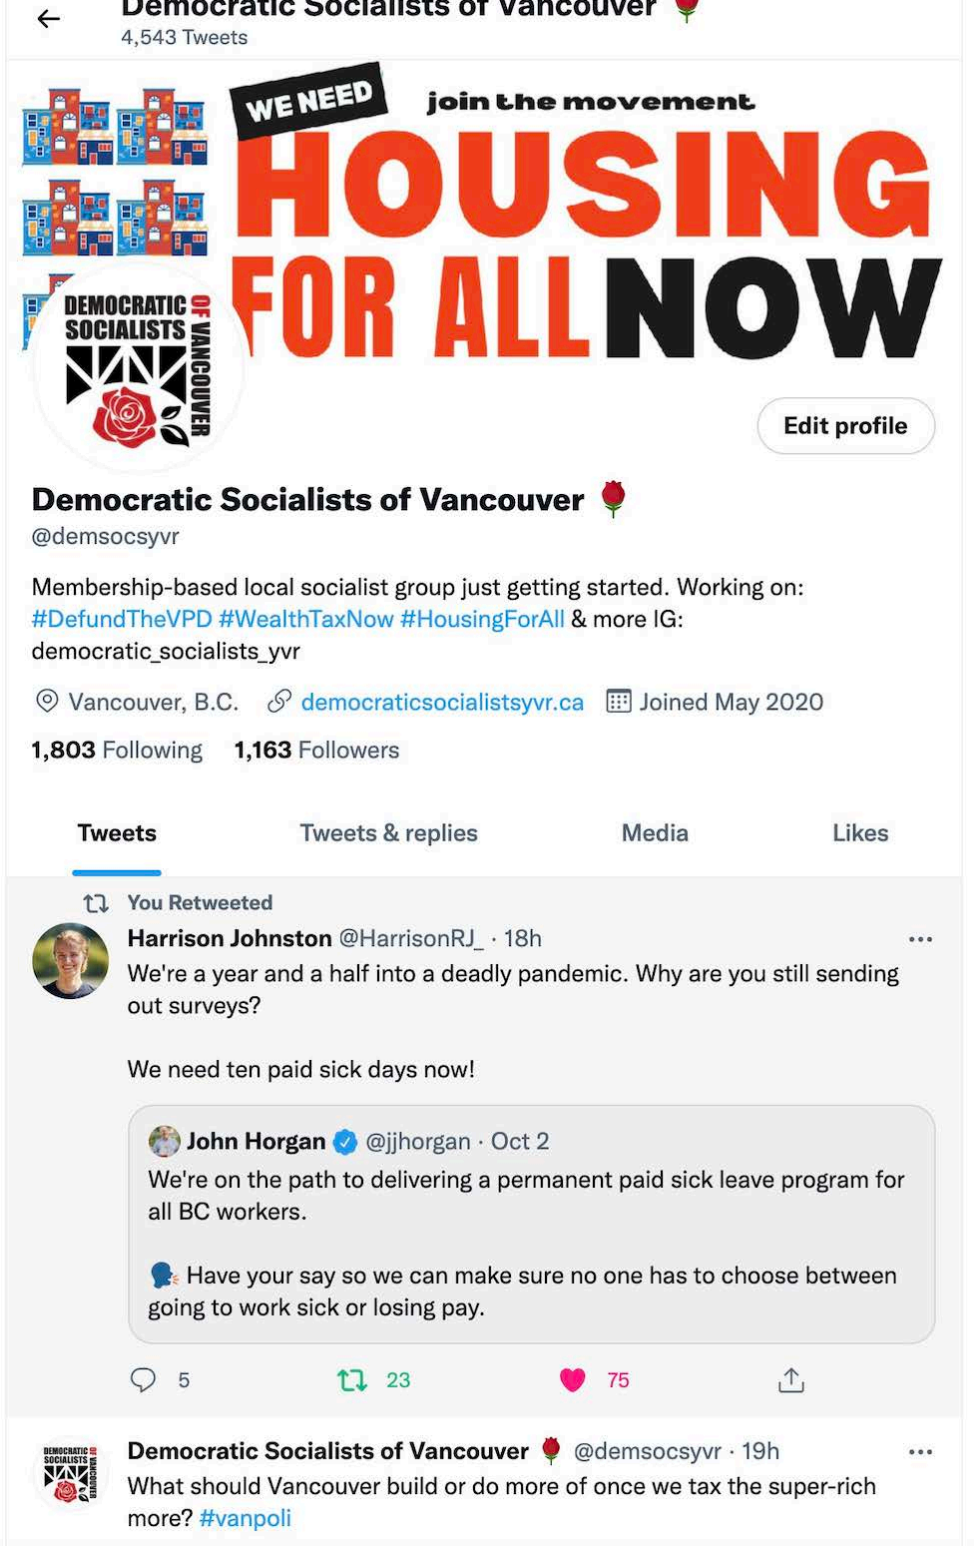 Democratic Socialists of Vancouver 🌹
4,543 Tweets
WE NEED
join the movement
HOUSING
FOR ALL NOW
DEMOCRATIC
SOCIALISTS
OF VANCOUVER
Edit profile
Democratic Socialists of Vancouver 🌹
@demsocsyvr
Membership-based local socialist group just getting started. Working on:
#DefundTheVPD #WealthTaxNow #HousingForAll & more IG:
democratic_socialists_yvr
Vancouver, B.C. democraticsocialistsyvr.ca Joined May 2020
1,803 Following 1,163 Followers
Tweets Tweets & replies Media Likes
You Retweeted
Harrison Johnston @HarrisonRJ_ · 18h
We're a year and a half into a deadly pandemic. Why are you still sending
out surveys?
We need ten paid sick days now!
John Horgan @jjhorgan · Oct 2
We're on the path to delivering a permanent paid sick leave program for
all BC workers.
🗣 Have your say so we can make sure no one has to choose between
going to work sick or losing pay.
5 23 75
DEMOCRATIC
SOCIALISTS
OF VANCOUVER
Democratic Socialists of Vancouver 🌹 @demsocsyvr · 19h
What should Vancouver build or do more of once we tax the super-rich
more? #vanpoli